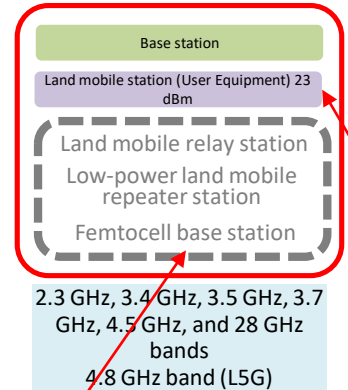 Base station
Land mobile station (User Equipment) 23
dBm
Land mobile relay station
Low-power land mobile
repeater station
Femtocell base station
2.3 GHz, 3.4 GHz, 3.5 GHz, 3.7
GHz, 4.5 GHz, and 28 GHz
bands
4.8 GHz band (L5G)